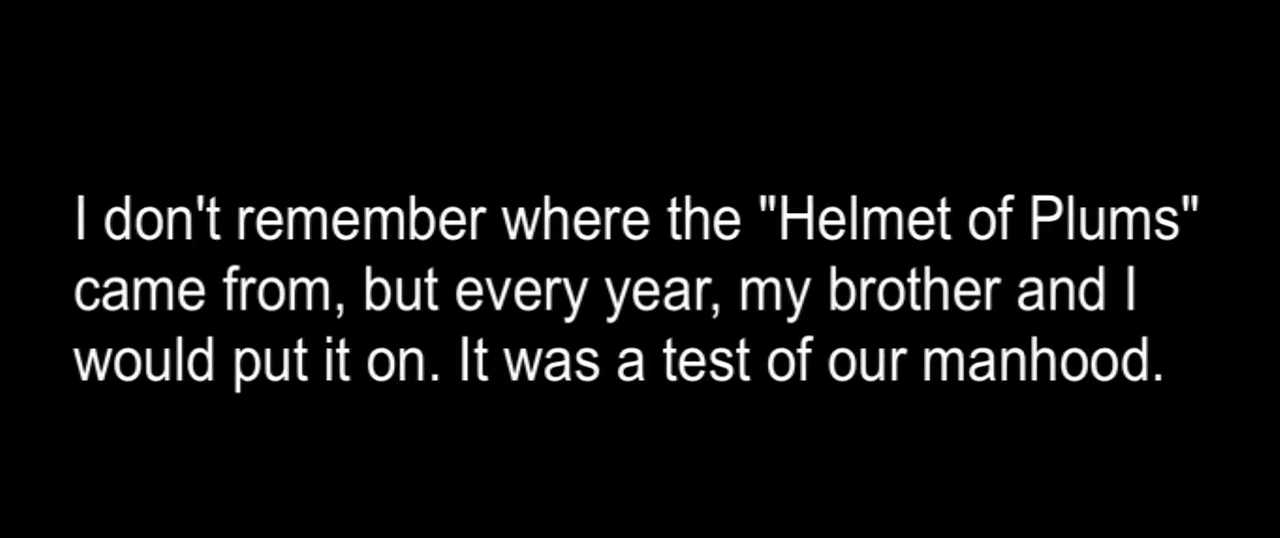 I don't remember where the "Helmet of Plums"
came from, but every year, my brother and I
would put it on. It was a test of our manhood.